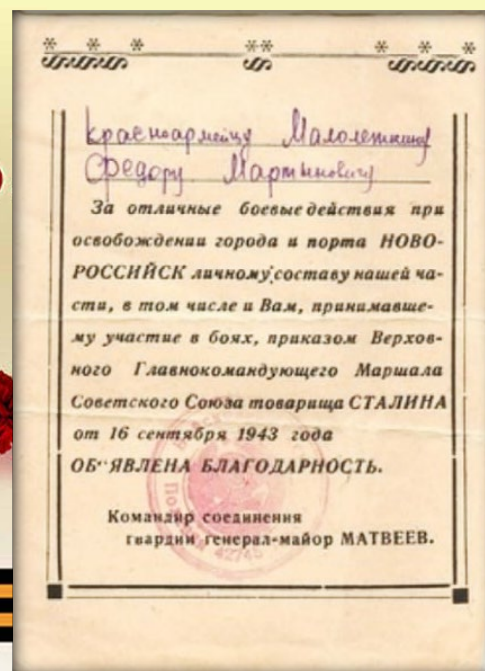 Красноармейцу Малолеткину
Федору Мартыновичу
За отличные боевые действия при
освобождении города и порта НОВО-
РОССИЙСК личному составу нашей ча-
сти, в том числе и Вам, принимавше-
му участие в боях, приказом Верхов-
ного Главнокомандующего Маршала
Советского Союза товарища СТАЛИНА
от 16 сентября 1943 года
ОБ"ЯВЛЕНА БЛАГОДАРНОСТЬ.
Командир соединения
гвардии генерал-майор МАТВЕЕВ.
42745